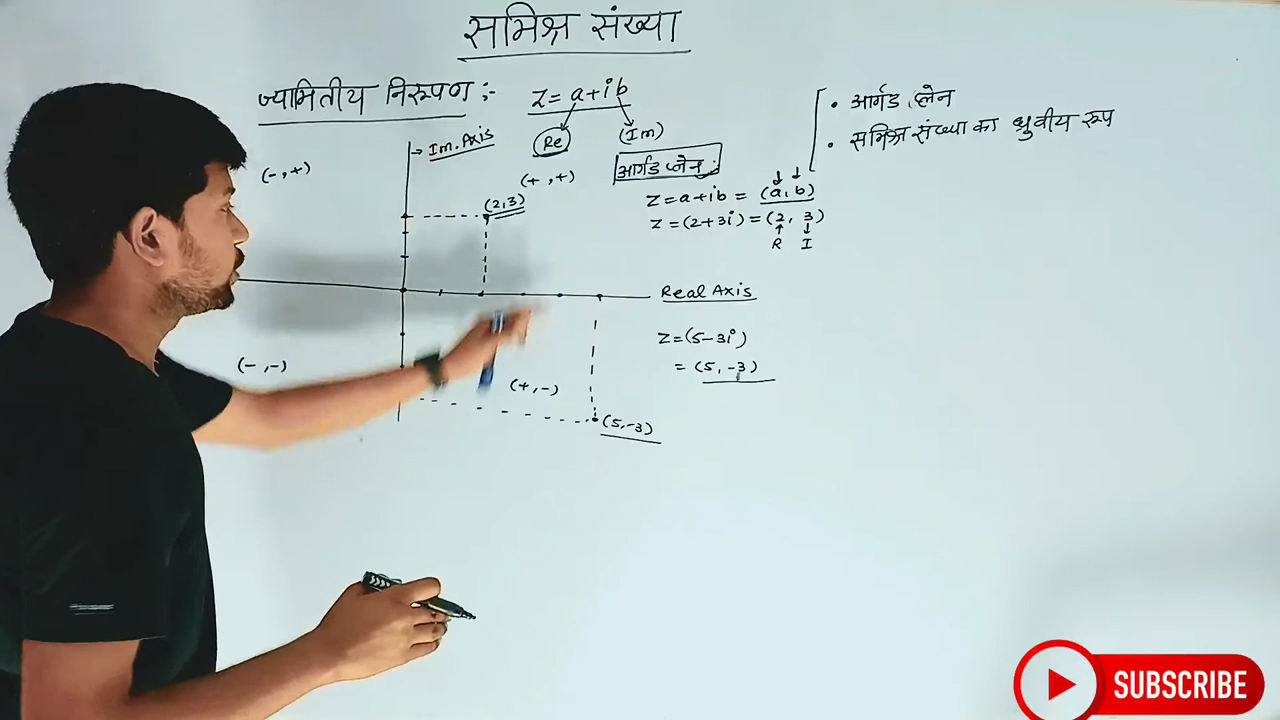 समिश्र संख्या
ज्यामितीय निरूपण :-
z = a+ib
Re
(Im)
• आर्गंड प्लेन
• समिश्र संख्या का ध्रुवीय रूप
→ Im. Axis
(-,+)
(+,+)
आर्गंड प्लेन :-
z = a+ib = (a, b)
z = (2+3i) = (2, 3)
R I
(2,3)
Real Axis
z = (5-3i)
= (5, -3)
(-,-)
(+,-)
(5,-3)
SUBSCRIBE